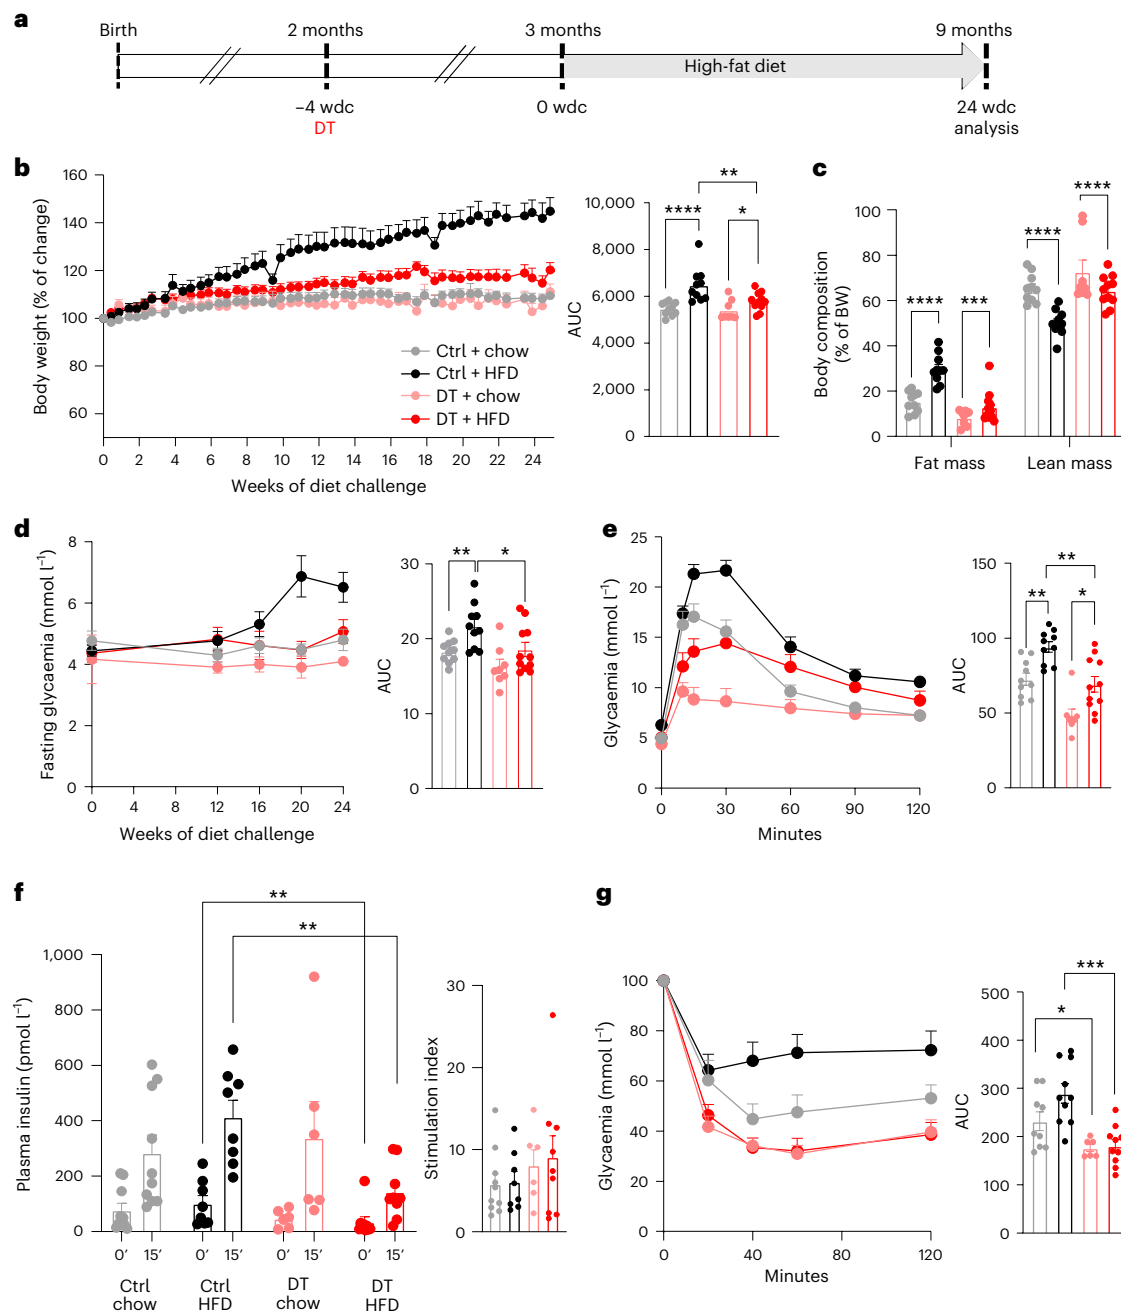 a
Birth
2 months
3 months
9 months
High-fat diet
–4 wdc
0 wdc
24 wdc
DT
analysis
b
Body weight (% of change)
160
140
120
100
80
60
0 2 4 6 8 10 12 14 16 18 20 22 24
Weeks of diet challenge
Ctrl + chow
Ctrl + HFD
DT + chow
DT + HFD
AUC
10,000
8,000
6,000
4,000
2,000
0
****
**
*
c
Body composition
(% of BW)
100
80
60
40
20
0
****
***
****
****
Fat mass
Lean mass
d
Fasting glycaemia (mmol l⁻¹)
8
6
4
2
0
0 4 8 12 16 20 24
Weeks of diet challenge
AUC
30
20
10
0
**
*
e
Glycaemia (mmol l⁻¹)
25
20
15
10
5
0
0 30 60 90 120
Minutes
AUC
150
100
50
0
**
**
*
f
Plasma insulin (pmol l⁻¹)
1,000
800
600
400
200
0
**
**
0′ 15′ 0′ 15′ 0′ 15′ 0′ 15′
Ctrl
chow
Ctrl
HFD
DT
chow
DT
HFD
Stimulation index
30
20
10
0
g
Glycaemia (mmol l⁻¹)
100
80
60
40
20
0
0 40 80 120
Minutes
AUC
500
400
300
200
100
0
***
*